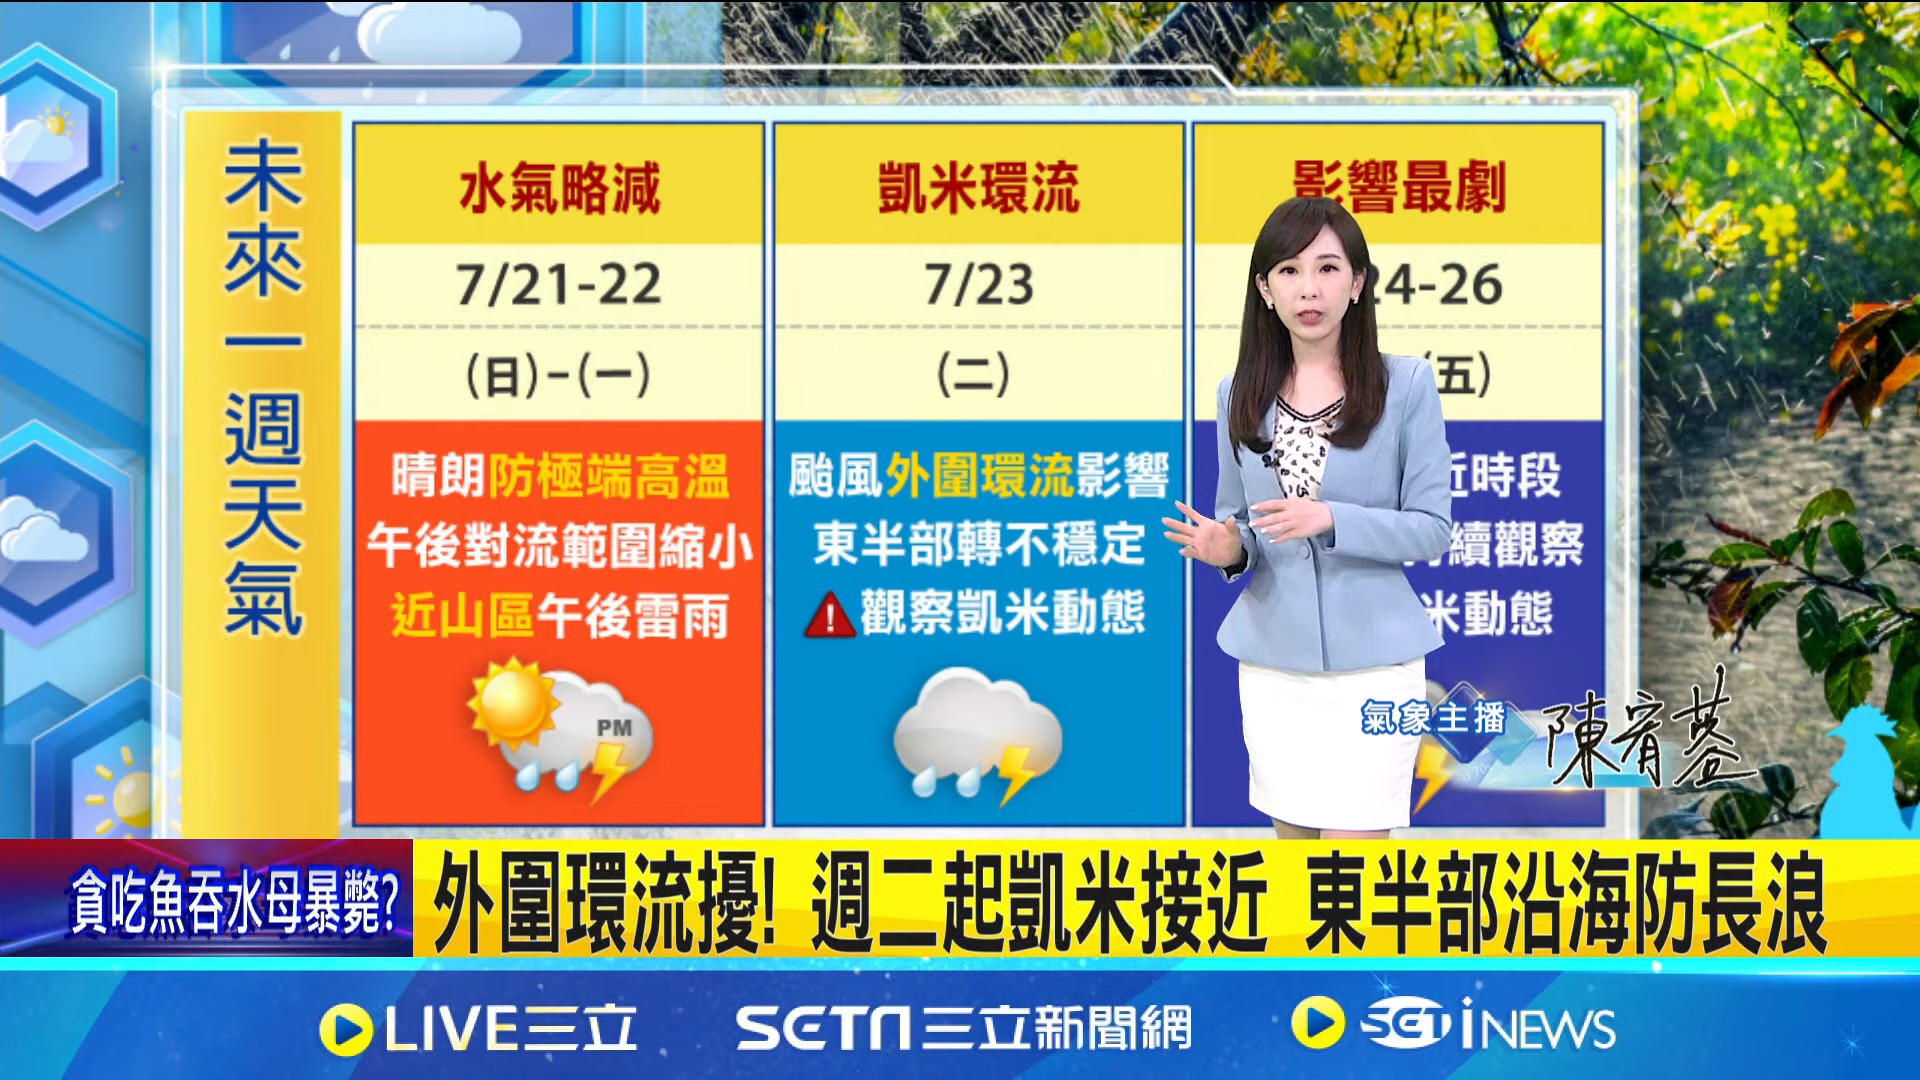 未來一週天氣
水氣略減
7/21-22
(日)-(一)
晴朗防極端高溫
午後對流範圍縮小
近山區午後雷雨
PM
凱米環流
7/23
(二)
颱風外圍環流影響
東半部轉不穩定
!觀察凱米動態
影響最劇
24-26
(五)
近時段
續觀察
米動態
氣象主播
陳宥蓉
貪吃魚吞水母暴斃?
外圍環流擾! 週二起凱米接近 東半部沿海防長浪
LIVE三立
SETN三立新聞網
SET iNEWS